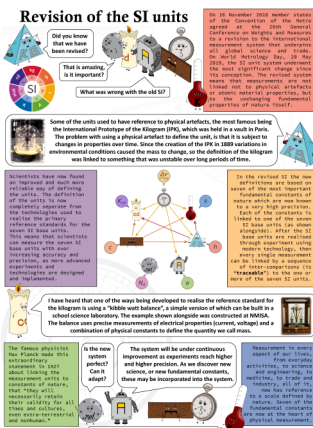 Revision of the SI units
Did you know
that we have
been revised?
That is amazing,
is it important?
What was wrong with the old SI?
SI
On 16 November 2018 member states
of the Convention of the Metre
agreed at the 26th General
Conference on Weights and Measures
to a revision to the international
measurement system that underpins
all global science and trade.
On World Metrology Day, 20 May
2019, the SI unit system underwent
the most significant change since
its conception. The revised system
means that measurements are not
linked not to physical artefacts
or atomic material properties, but
to the unchanging fundamental
properties of nature itself.
Some of the units used to have a reference to physical artefacts, the most famous being
the international Prototype of the Kilogram (IPK), which was held in a vault in Paris.
The problem with using a physical artefact to define the unit, is that it is subject to
changes in properties over time. Since the creation of the IPK in 1889 variations in
environmental conditions caused the mass to change, so the definition of the kilogram
was linked to something that was unstable over long periods of time.
Scientists have now found
an improved and much more
reliable way of defining
the units. The definition
of the units is now
completely separate from
the technologies used to
realise the primary
reference standards for the
seven SI base units.
This means that scientists
can measure the seven SI
base units with ever
increasing accuracy and
precision, as more advanced
experiments and
technologies are designed
and implemented.
In the revised SI the new
definitions are based on
seven of the most important
fundamental constants of
nature which are now known
to a very high precision.
Each of the constants is
linked to one of the seven
SI base units (as shown
alongside). After the SI
base units are realised
through experiment using
modern technology, then
every single measurement
can be linked by a sequence
of inter-comparisons (is
"traceable") to the one or
more of the seven SI units.
I have heard that one of the ways being developed to realise the reference standard for
the kilogram is using a "kibble watt balance", a simple version of which can be built in a
school science laboratory. The example shown alongside was constructed at NMISA.
The balance uses precise measurements of electrical properties (current, voltage) and a
combination of physical constants to define the quantity we call mass.
The famous physicist
Max Planck made this
extraordinary
statement in 1927
about linking the
measurement units to
constants of nature,
that "they will
necessarily retain
their validity for all
times and cultures,
even extra-terrestrial
and nonhuman."
Is the new
system
perfect?
Can it
adapt?
The system will be under continuous
improvement as experiments reach higher
and higher precision. As we discover new
science, or new fundamental constants,
these may be incorporated into the system.
Measurement in every
aspect of our lives,
from everyday
activities, to science
and engineering, to
medicine, to trade and
industry, all of it,
now has reference
to a scale defined by
nature. Seven of the
fundamental constants
are now at the heart of
physical measurement.